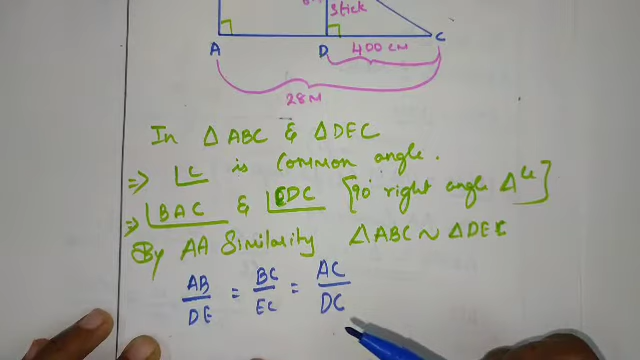 Stick
A D C
400 CM
28M
In △ ABC & △DEC
⇒ ∠C is common angle.
⇒ ∠BAC & ∠EDC [90° right angle △le]
By AA Similarity △ABC ~ △DEC
AB/DE = BC/EC = AC/DC